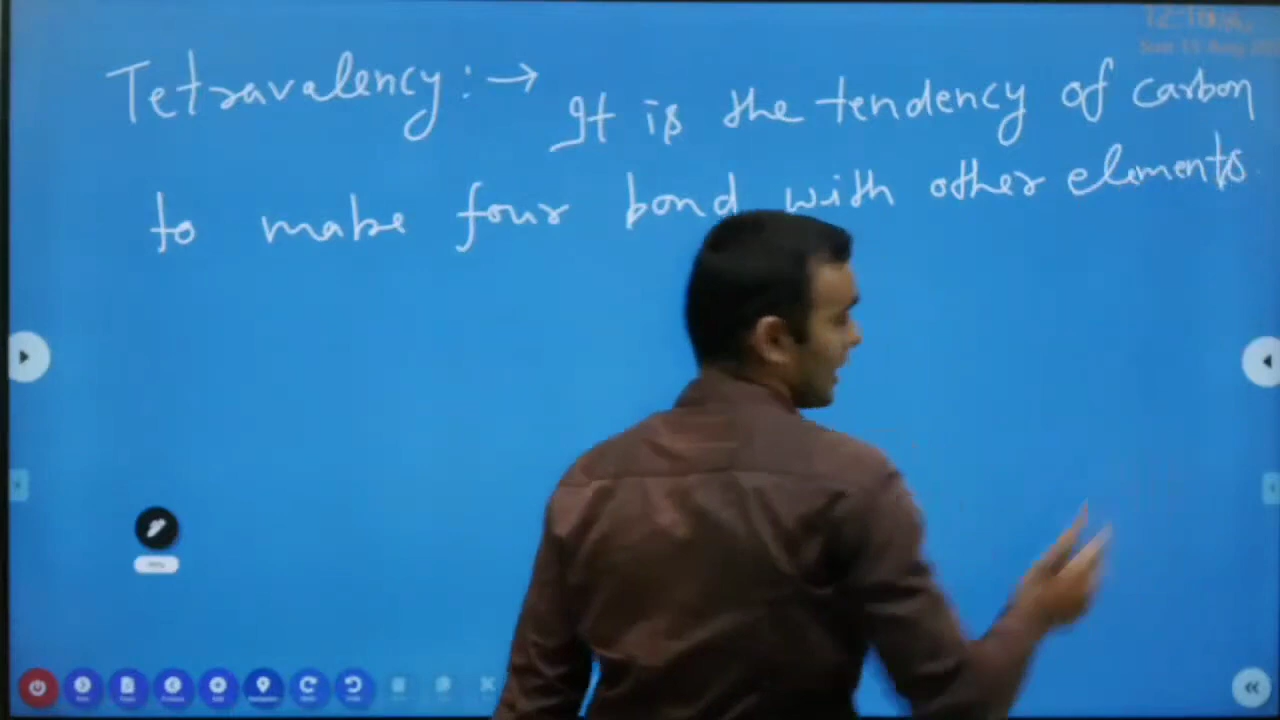 Tetravalency:→ It is the tendency of carbon
to make four bond with other elements